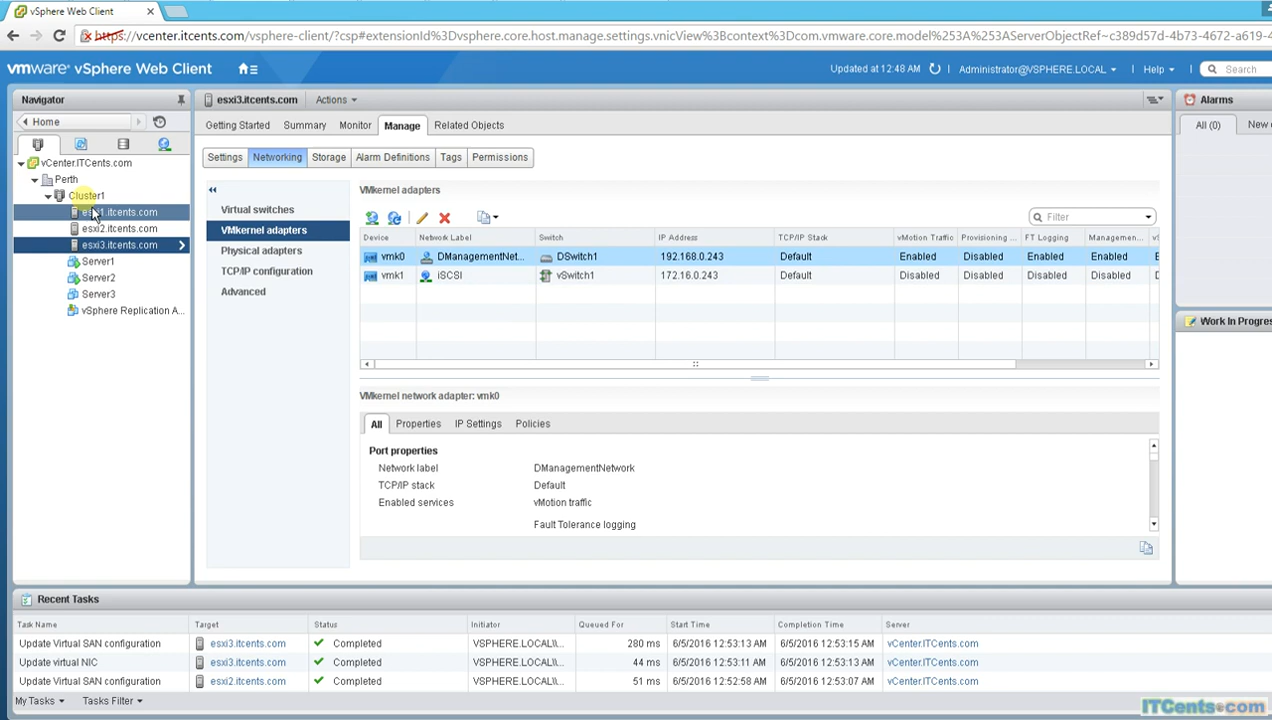 vSphere Web Client
https://vcenter.itcents.com/vsphere-client/?csp#extensionId%3Dvsphere.core.host.manage.settings.vnicView%3Bcontext%3Dcom.vmware.core.model%253A%253AServerObjectRef~c389d57d-4b73-4672-a619-4
vmware® vSphere Web Client
Updated at 12:48 AM
Administrator@VSPHERE.LOCAL
Help
Search
Navigator
Home
vCenter.ITCents.com
Perth
Cluster1
esxi1.itcents.com
esxi2.itcents.com
esxi3.itcents.com
Server1
Server2
Server3
vSphere Replication A...
esxi3.itcents.com Actions
Getting Started Summary Monitor Manage Related Objects
Settings Networking Storage Alarm Definitions Tags Permissions
Virtual switches
VMkernel adapters
Physical adapters
TCP/IP configuration
Advanced
VMkernel adapters
Filter
Device Network Label Switch IP Address TCP/IP Stack vMotion Traffic Provisioning ... FT Logging Managemen...
vmk0 DManagementNet... DSwitch1 192.168.0.243 Default Enabled Disabled Enabled Enabled
vmk1 iSCSI vSwitch1 172.16.0.243 Default Disabled Disabled Disabled Disabled
VMkernel network adapter: vmk0
All Properties IP Settings Policies
Port properties
Network label DManagementNetwork
TCP/IP stack Default
Enabled services vMotion traffic
Fault Tolerance logging
Alarms
All (0) New
Work In Progres
Recent Tasks
Task Name Target Status Initiator Queued For Start Time Completion Time Server
Update Virtual SAN configuration esxi3.itcents.com Completed VSPHERE.LOCAL\\... 280 ms 6/5/2016 12:53:13 AM 6/5/2016 12:53:15 AM vCenter.ITCents.com
Update virtual NIC esxi3.itcents.com Completed VSPHERE.LOCAL\\... 44 ms 6/5/2016 12:53:11 AM 6/5/2016 12:53:13 AM vCenter.ITCents.com
Update Virtual SAN configuration esxi2.itcents.com Completed VSPHERE.LOCAL\\... 51 ms 6/5/2016 12:52:58 AM 6/5/2016 12:53:07 AM vCenter.ITCents.com
My Tasks Tasks Filter
ITCents.com